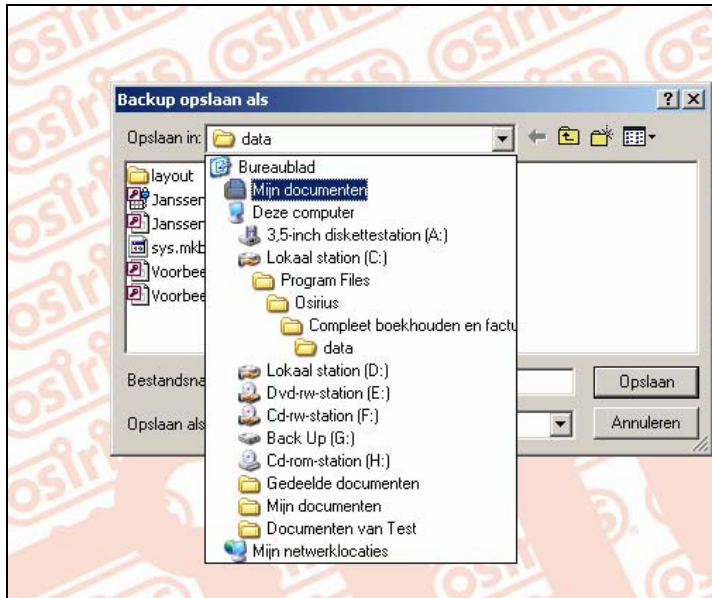 osirius
Backup opslaan als
Opslaan in: data
Bureaublad
Mijn documenten
Deze computer
3,5-inch diskettestation (A:)
Lokaal station (C:)
Program Files
Osirius
Compleet boekhouden en factu
data
Lokaal station (D:)
Dvd-rw-station (E:)
Cd-rw-station (F:)
Back Up (G:)
Cd-rom-station (H:)
Gedeelde documenten
Mijn documenten
Documenten van Test
Mijn netwerklocaties
layout
Janssen
Janssen
sys.mkb
Voorbee
Voorbee
Bestandsna
Opslaan
Opslaan als
Annuleren